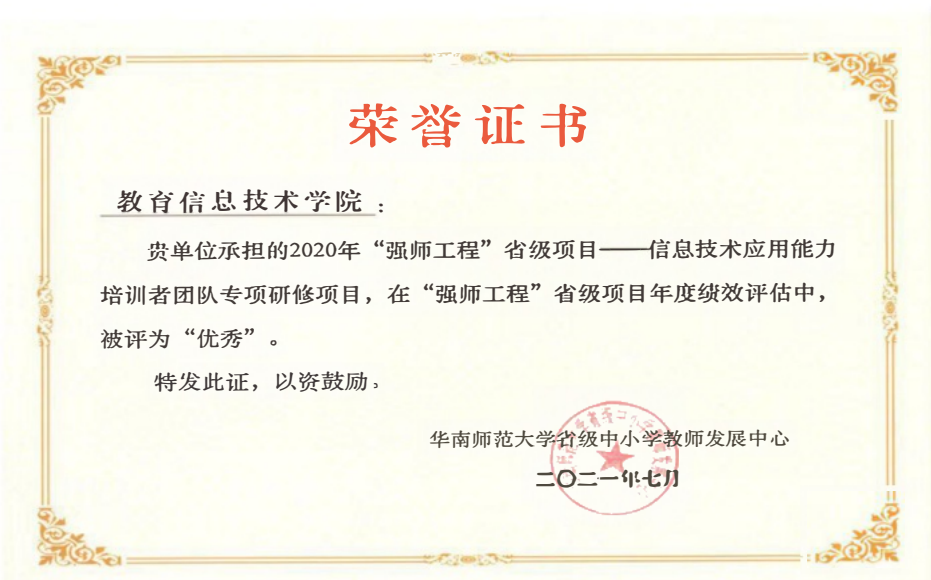 荣誉证书
教育信息技术学院：
贵单位承担的2020年“强师工程”省级项目——信息技术应用能力
培训者团队专项研修项目，在“强师工程”省级项目年度绩效评估中，
被评为“优秀”。
特发此证，以资鼓励。
华南师范大学省级中小学教师发展中心
二〇二一年七月